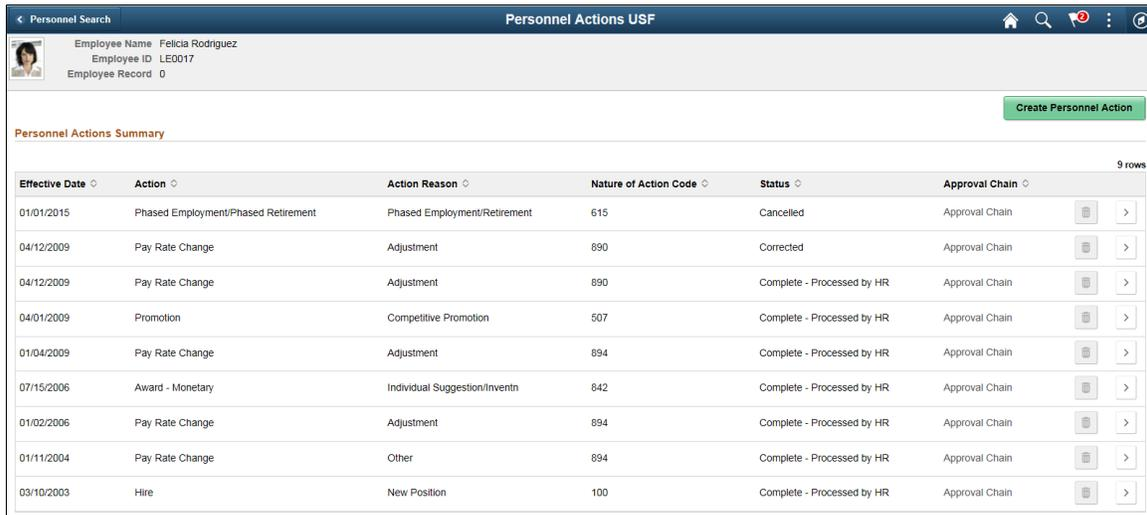 Personnel Search Personnel Actions USF 2
Employee Name Felicia Rodriguez
Employee ID LE0017
Employee Record 0
Create Personnel Action
Personnel Actions Summary
9 rows
Effective Date Action Action Reason Nature of Action Code Status Approval Chain
01/01/2015 Phased Employment/Phased Retirement Phased Employment/Retirement 615 Cancelled Approval Chain
04/12/2009 Pay Rate Change Adjustment 890 Corrected Approval Chain
04/12/2009 Pay Rate Change Adjustment 890 Complete - Processed by HR Approval Chain
04/01/2009 Promotion Competitive Promotion 507 Complete - Processed by HR Approval Chain
01/04/2009 Pay Rate Change Adjustment 894 Complete - Processed by HR Approval Chain
07/15/2006 Award - Monetary Individual Suggestion/Inventn 842 Complete - Processed by HR Approval Chain
01/02/2006 Pay Rate Change Adjustment 894 Complete - Processed by HR Approval Chain
01/11/2004 Pay Rate Change Other 894 Complete - Processed by HR Approval Chain
03/10/2003 Hire New Position 100 Complete - Processed by HR Approval Chain